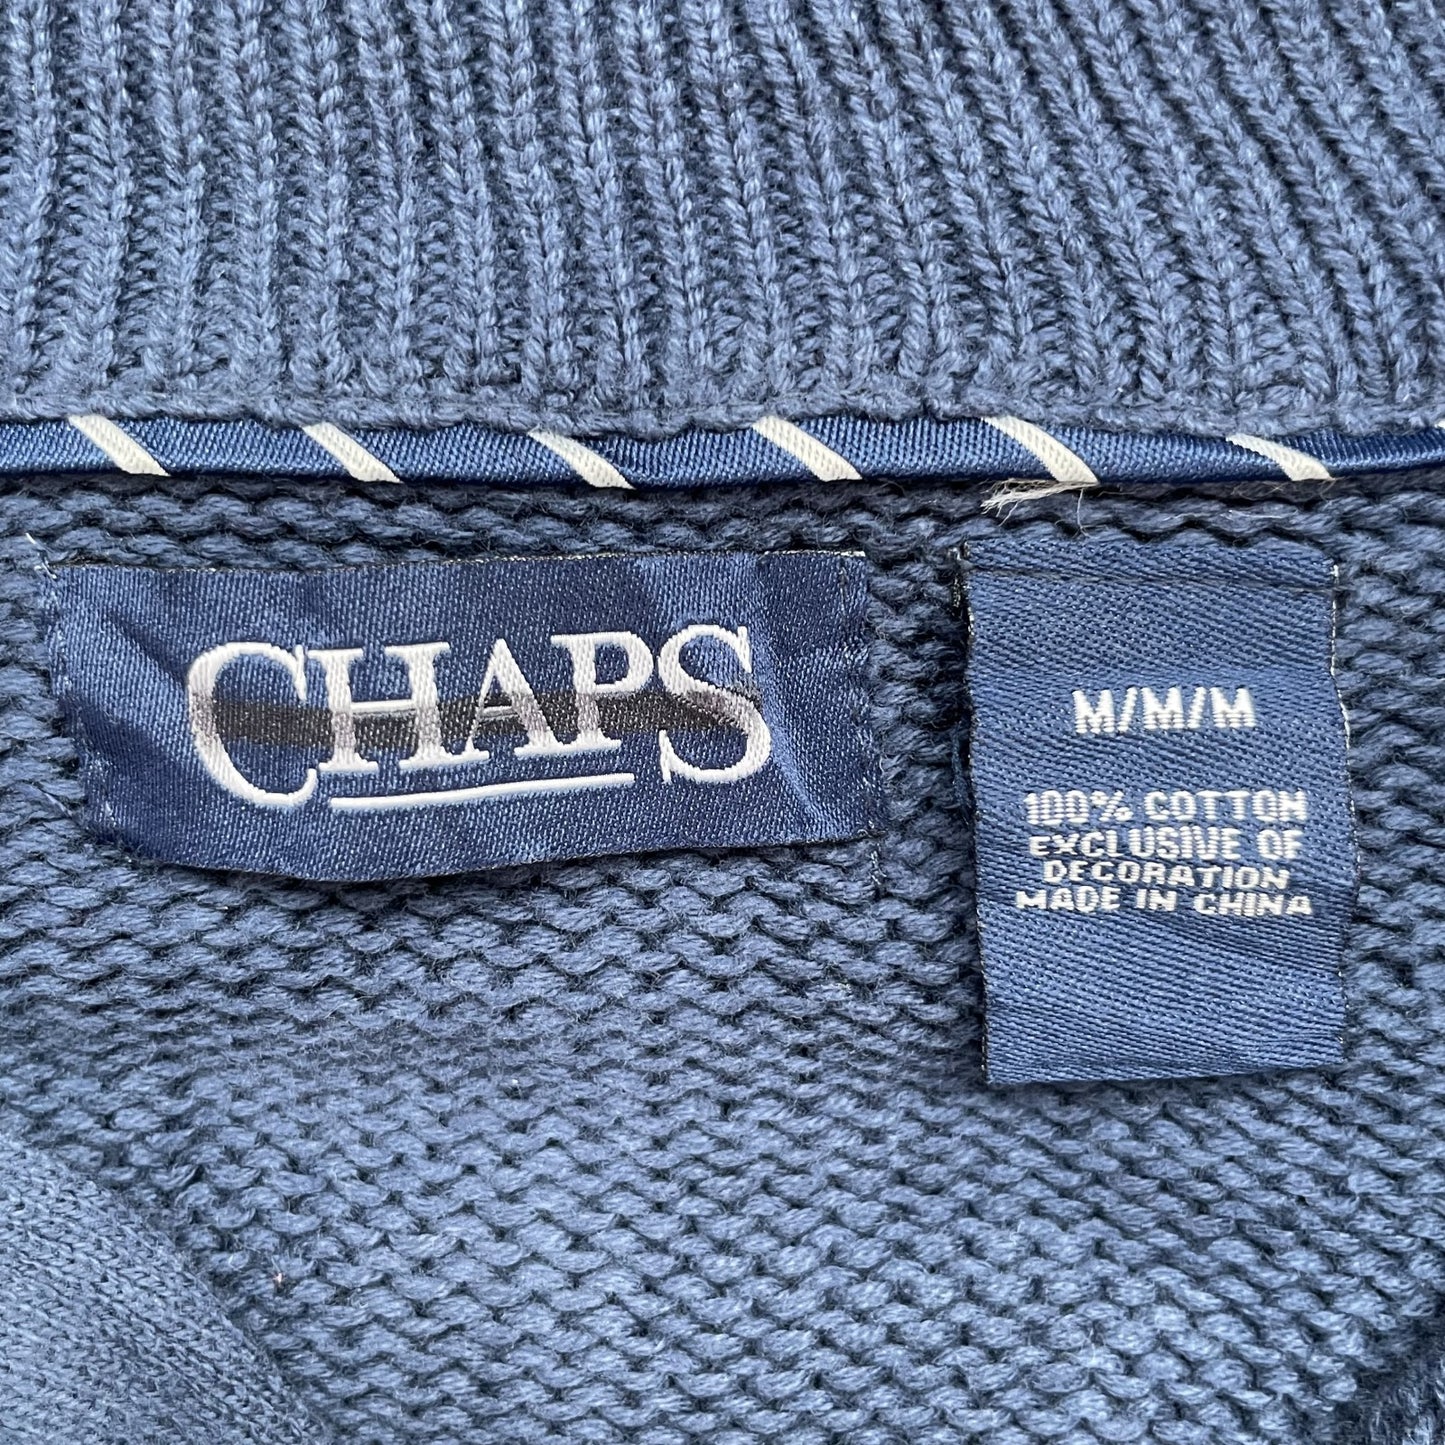 CHAPS
M/M/M
100% COTTON
EXCLUSIVE OF
DECORATION
MADE IN CHINA